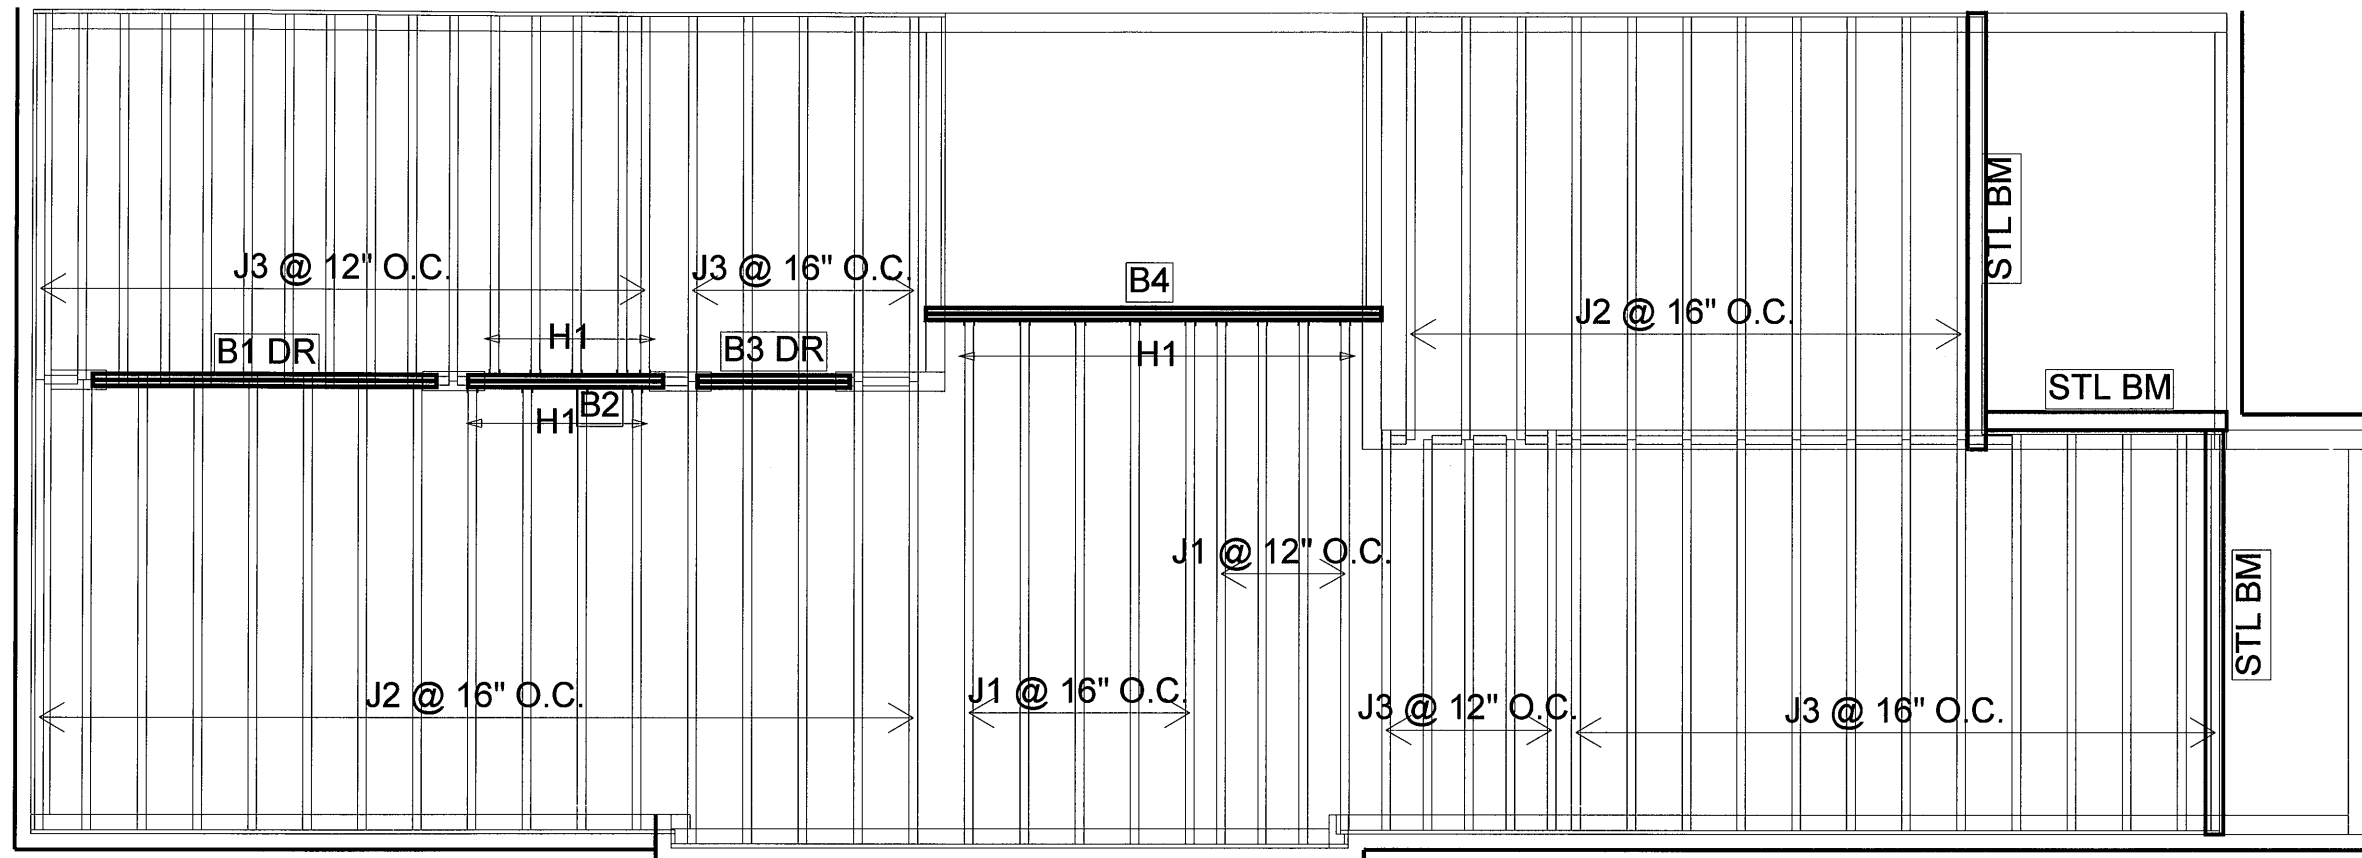 STL BM
J3 @ 12" O.C.
J3 @ 16" O.C.
B4
J2 @ 16" O.C.
H1
B1 DR
B3 DR
H1
STL BM
B2
H1
J1 @ 12" O.C.
STL BM
J2 @ 16" O.C.
J1 @ 16" O.C.
J3 @ 12" O.C.
J3 @ 16" O.C.